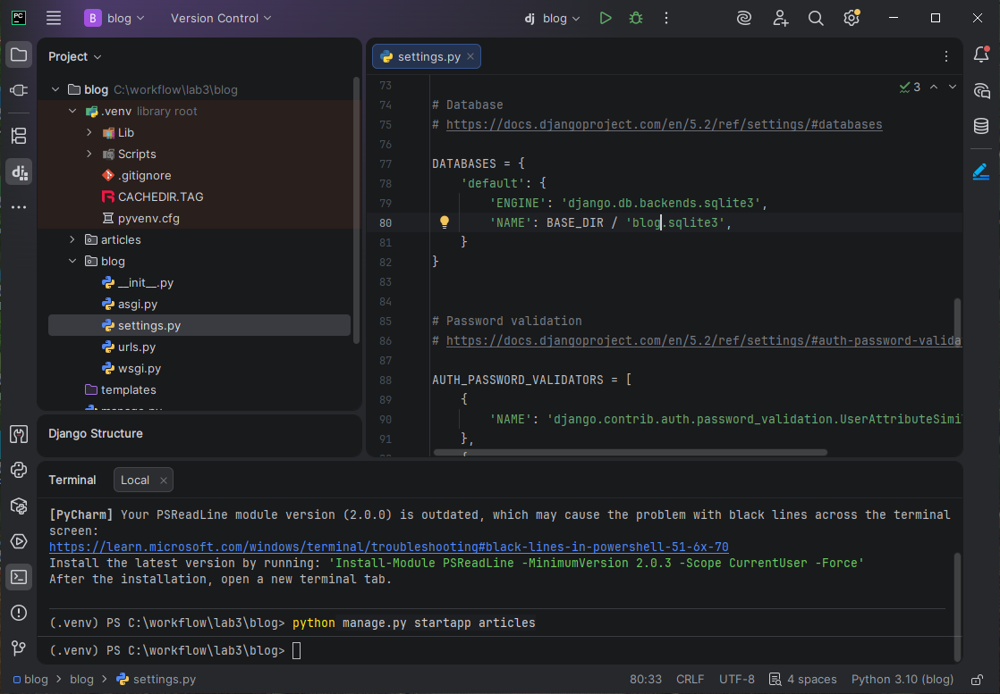 PC
B blog Version Control dj blog
Project
blog C:\workflow\lab3\blog
.venv library root
Lib
Scripts
.gitignore
CACHEDIR.TAG
pyvenv.cfg
articles
blog
__init__.py
asgi.py
settings.py
urls.py
wsgi.py
templates
manage.py
Django Structure
settings.py
3
73
74 # Database
75 # https://docs.djangoproject.com/en/5.2/ref/settings/#databases
76
77 DATABASES = {
78 'default': {
79 'ENGINE': 'django.db.backends.sqlite3',
80 'NAME': BASE_DIR / 'blog.sqlite3',
81 }
82 }
83
84
85 # Password validation
86 # https://docs.djangoproject.com/en/5.2/ref/settings/#auth-password-valida
87
88 AUTH_PASSWORD_VALIDATORS = [
89 {
90 'NAME': 'django.contrib.auth.password_validation.UserAttributeSimi
91 },
92 {
Terminal Local
[PyCharm] Your PSReadLine module version (2.0.0) is outdated, which may cause the problem with black lines across the terminal
screen:
https://learn.microsoft.com/windows/terminal/troubleshooting#black-lines-in-powershell-51-6x-70
Install the latest version by running: 'Install-Module PSReadLine -MinimumVersion 2.0.3 -Scope CurrentUser -Force'
After the installation, open a new terminal tab.
(.venv) PS C:\workflow\lab3\blog> python manage.py startapp articles
(.venv) PS C:\workflow\lab3\blog>
blog > blog > settings.py 80:33 CRLF UTF-8 4 spaces Python 3.10 (blog)